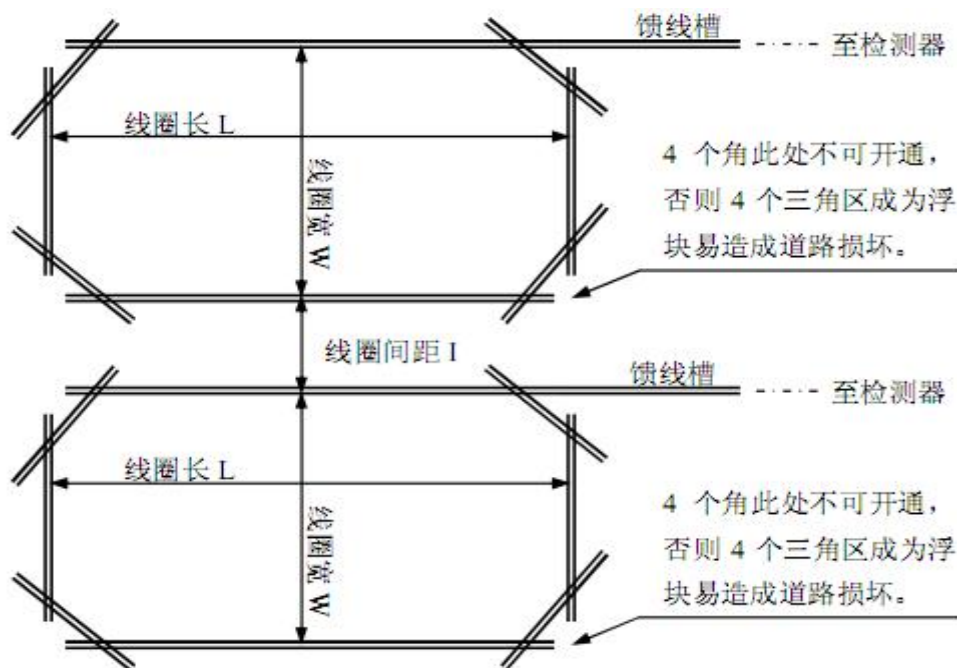 馈线槽
至检测器
线圈长 L
线圈宽 W
4 个角此处不可开通，
否则 4 个三角区成为浮
块易造成道路损坏。
线圈间距 I
馈线槽
至检测器
线圈长 L
线圈宽 W
4 个角此处不可开通，
否则 4 个三角区成为浮
块易造成道路损坏。